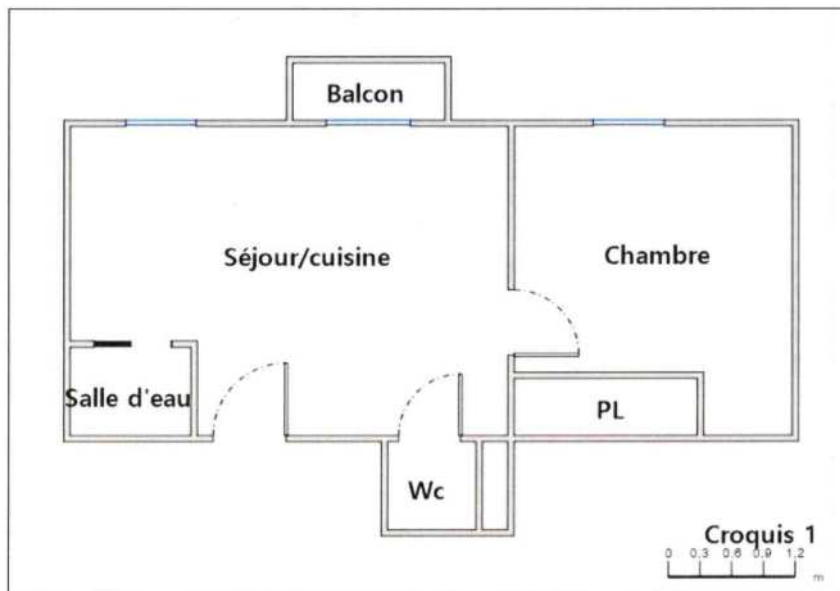 Balcon
Séjour/cuisine
Chambre
Salle d'eau
PL
Wc
Croquis 1
0 0,3 0,6 0,9 1,2
m